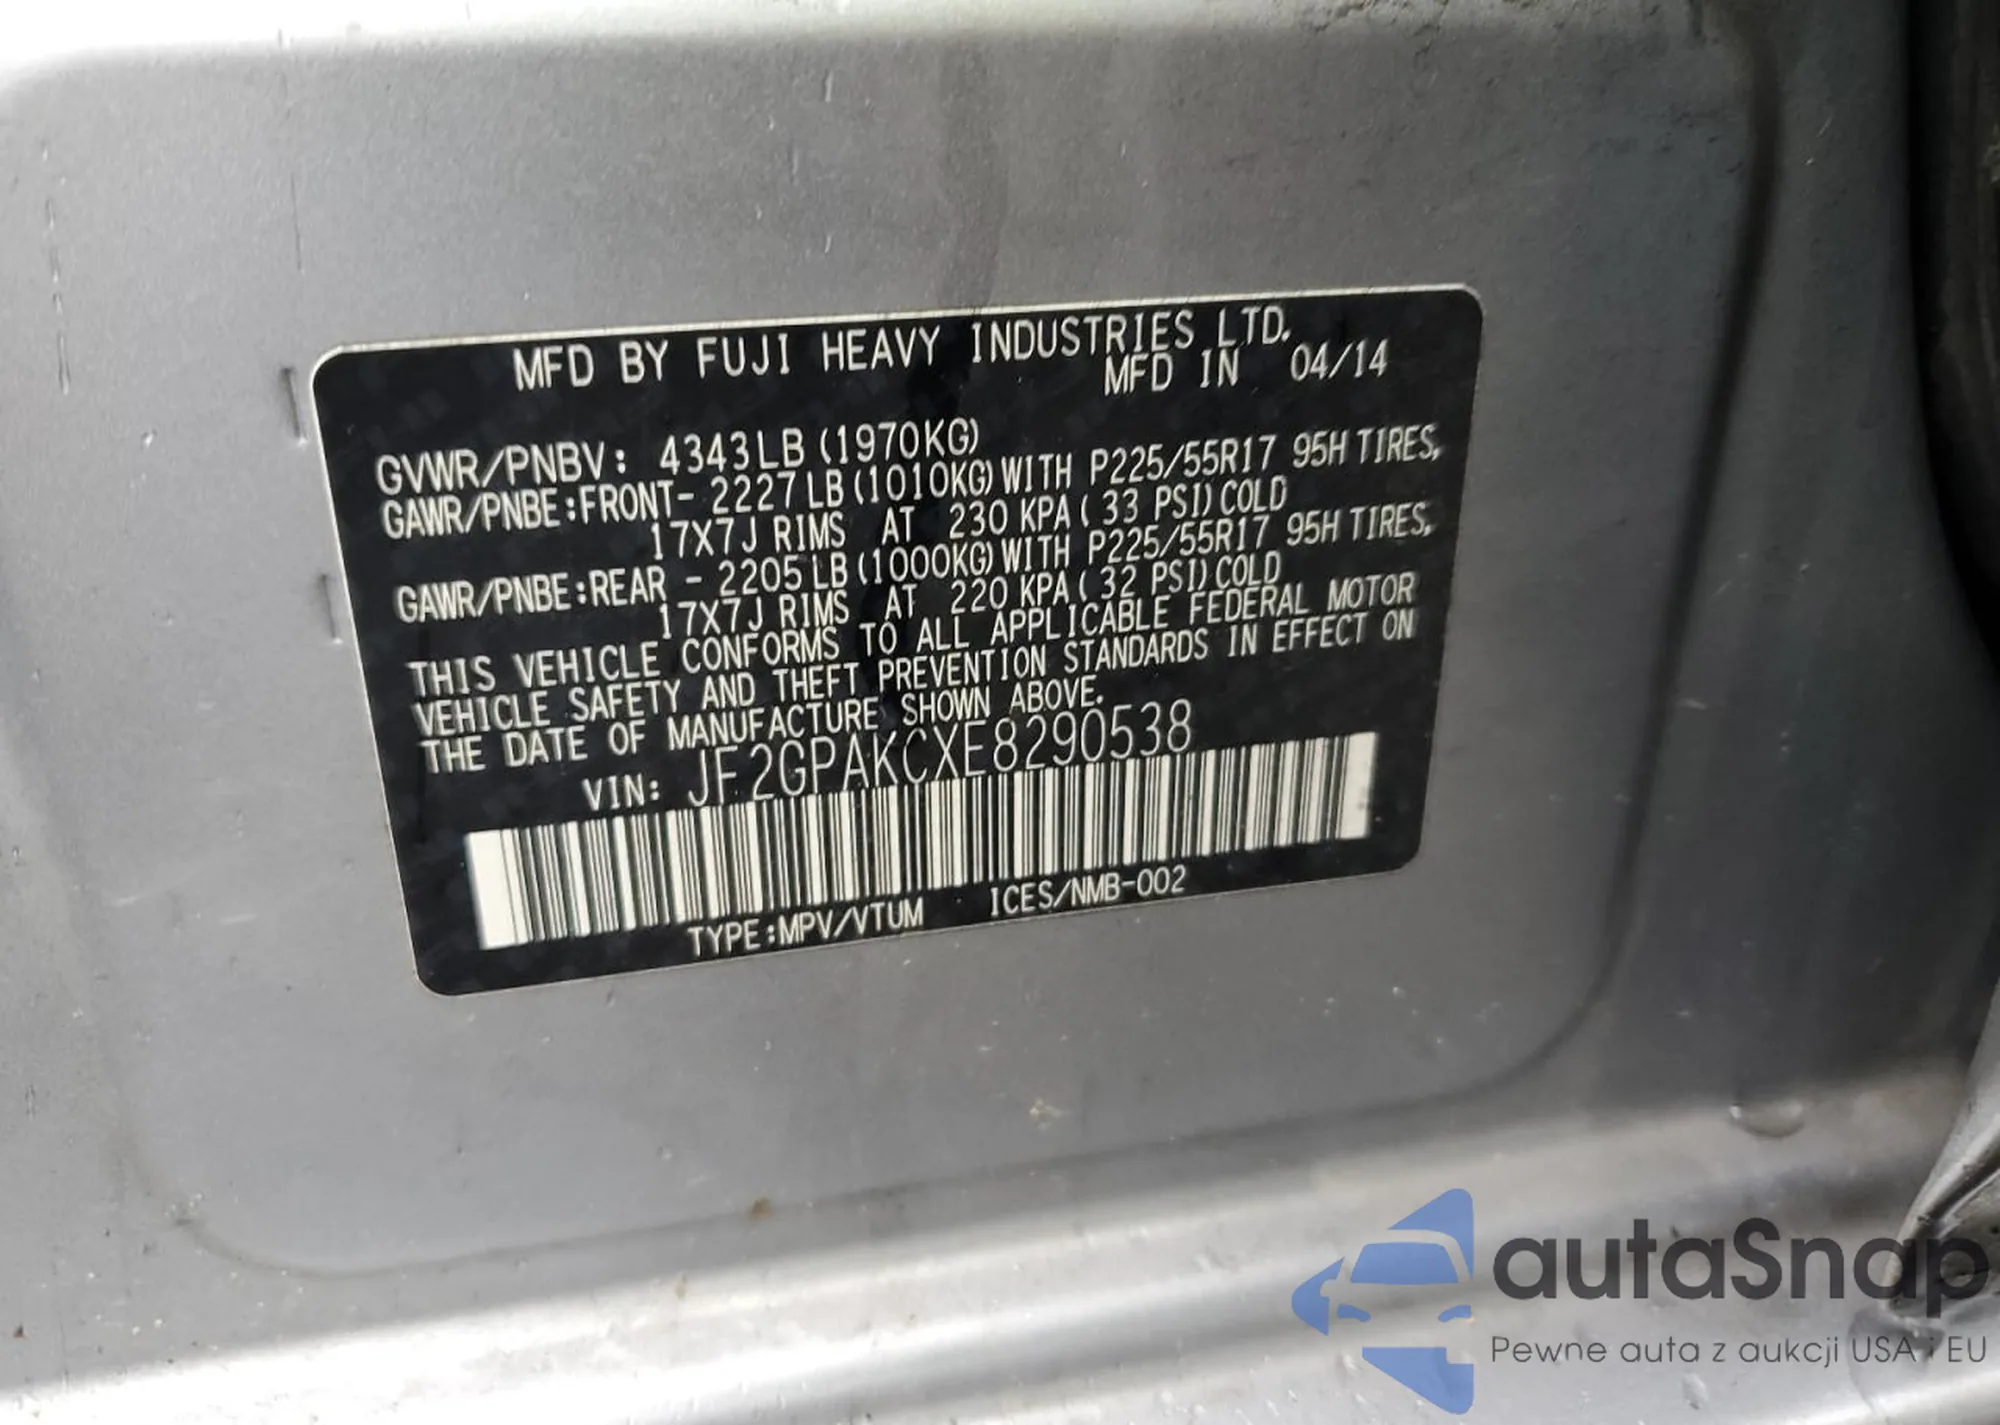 MFD BY FUJI HEAVY INDUSTRIES LTD.
MFD IN 04/14
GVWR/PNBV: 4343LB (1970KG)
GAWR/PNBE:FRONT- 2227LB (1010KG) WITH P225/55R17 95H TIRES,
17X7J RIMS AT 230 KPA ( 33 PSI) COLD
GAWR/PNBE:REAR - 2205LB (1000KG) WITH P225/55R17 95H TIRES,
17X7J RIMS AT 220 KPA ( 32 PSI) COLD
THIS VEHICLE CONFORMS TO ALL APPLICABLE FEDERAL MOTOR
VEHICLE SAFETY AND THEFT PREVENTION STANDARDS IN EFFECT ON
THE DATE OF MANUFACTURE SHOWN ABOVE.
VIN: JF2GPAKCXE8290538
TYPE:MPV/VTUM ICES/NMB-002
autaSnap
Pewne auta z aukcji USA i EU